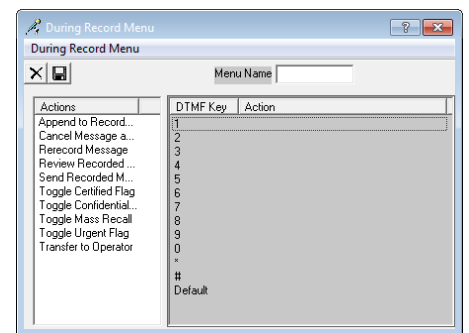 During Record Menu
During Record Menu
Menu Name
Actions
Append to Record...
Cancel Message a...
Rerecord Message
Review Recorded ...
Send Recorded M...
Toggle Certified Flag
Toggle Confidential...
Toggle Mass Recall
Toggle Urgent Flag
Transfer to Operator
DTMF Key Action
1
2
3
4
5
6
7
8
9
0
*
#
Default